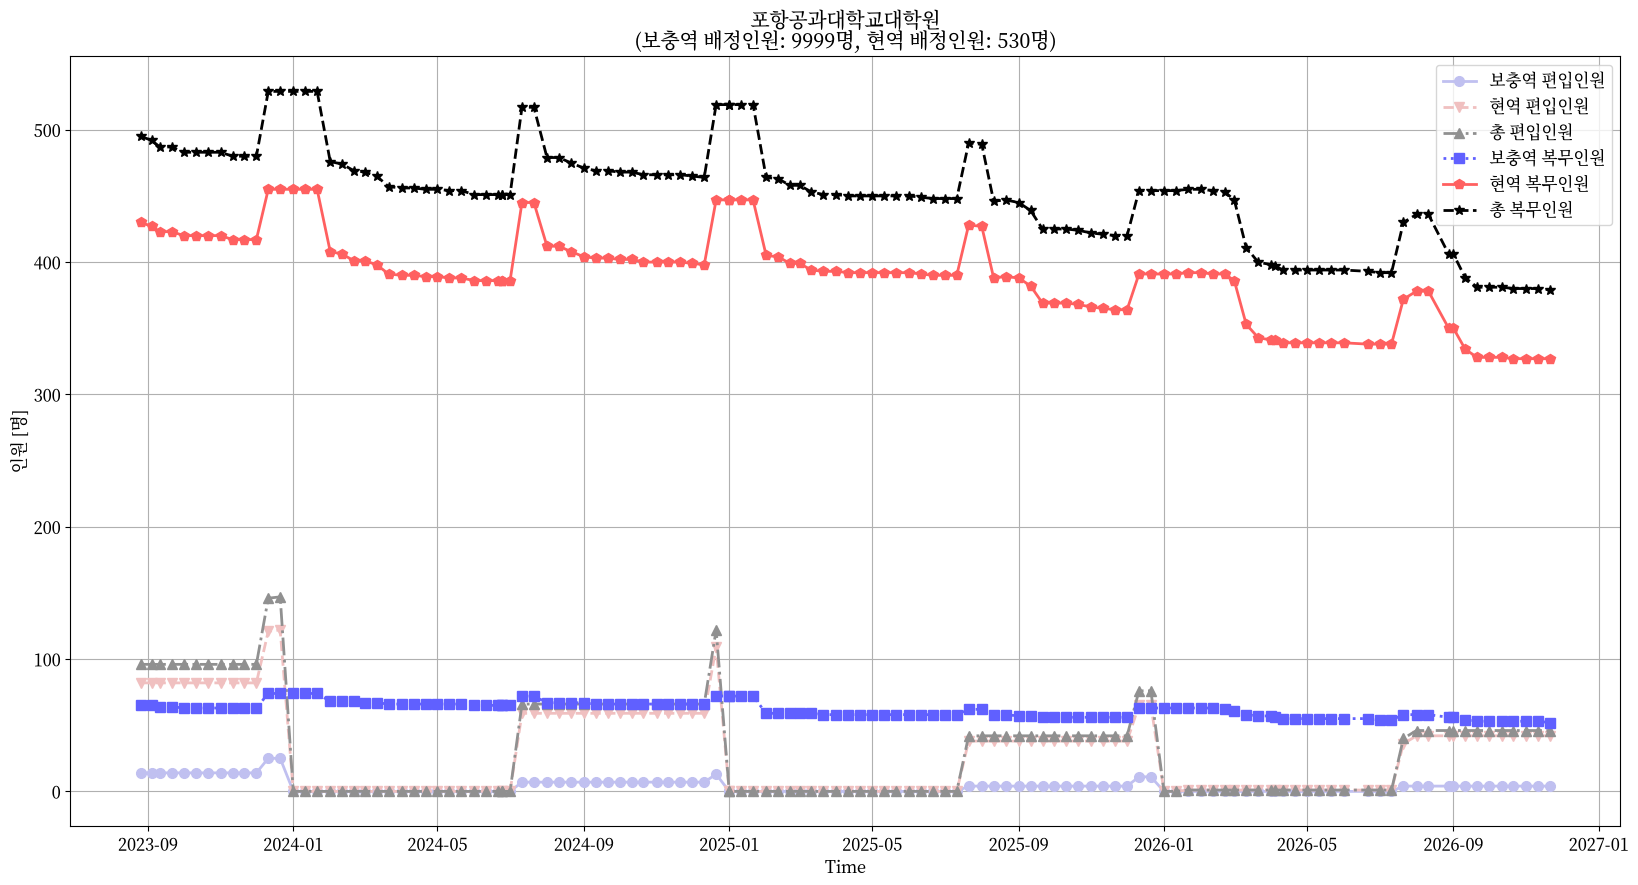 포항공과대학교대학원
(보충역 배정인원: 9999명, 현역 배정인원: 530명)
보충역 편입인원
현역 편입인원
총 편입인원
보충역 복무인원
현역 복무인원
총 복무인원
인원 [명]
500
400
300
200
100
0
2023-09
2024-01
2024-05
2024-09
2025-01
2025-05
2025-09
2026-01
2026-05
2026-09
2027-01
Time